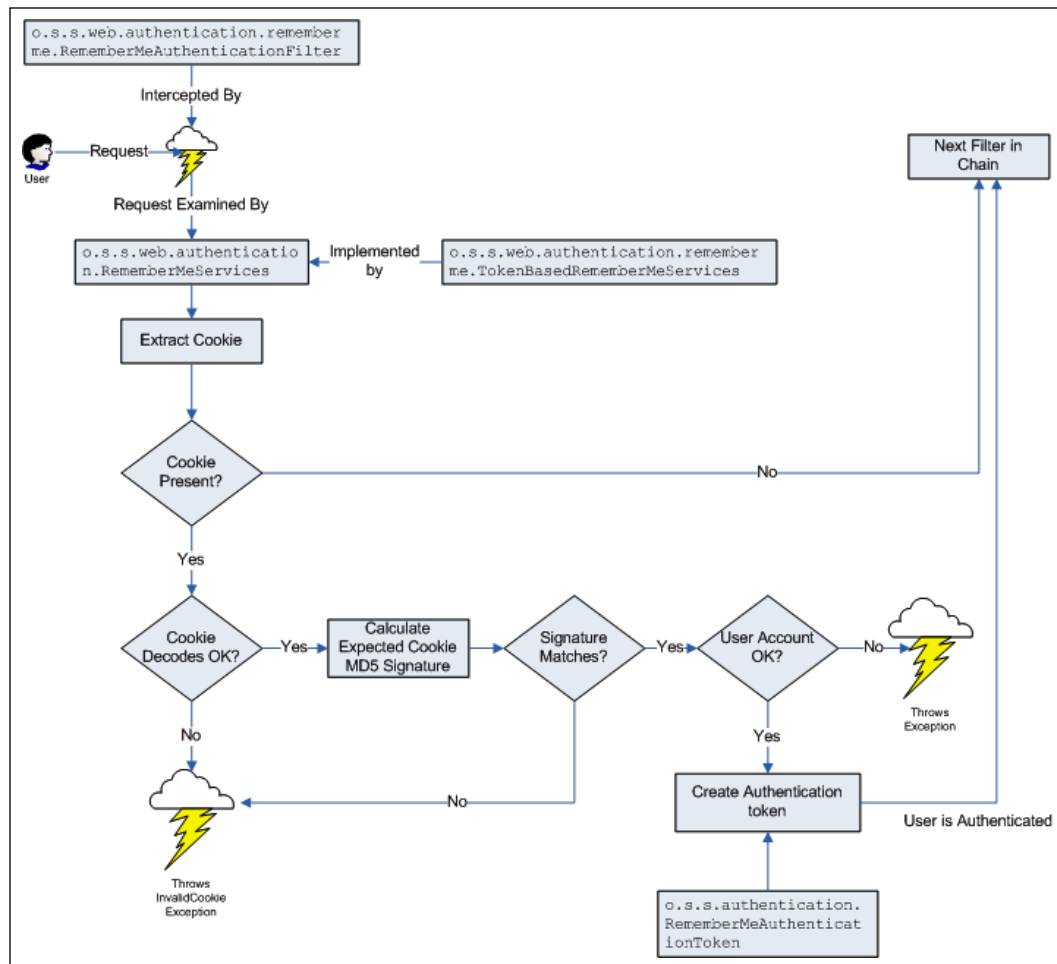 o.s.s.web.authentication.rememb
me.RememberMeAuthenticationFilter
Intercepted By
User
Request
Request Examined By
Next Filter in
Chain
o.s.s.web.authenticatio
n.RememberMeServices
Implemented
by
o.s.s.web.authentication.rememb
me.TokenBasedRememberMeServices
Extract Cookie
Cookie
Present?
No
Yes
Cookie
Decodes OK?
Yes
Calculate
Expected Cookie
MD5 Signature
Signature
Matches?
Yes
User Account
OK?
No
Throws
Exception
No
Yes
Throws
InvalidCookie
Exception
No
Create Authentication
token
User is Authenticated
o.s.s.authentication.
RememberMeAuthenticat
ionToken